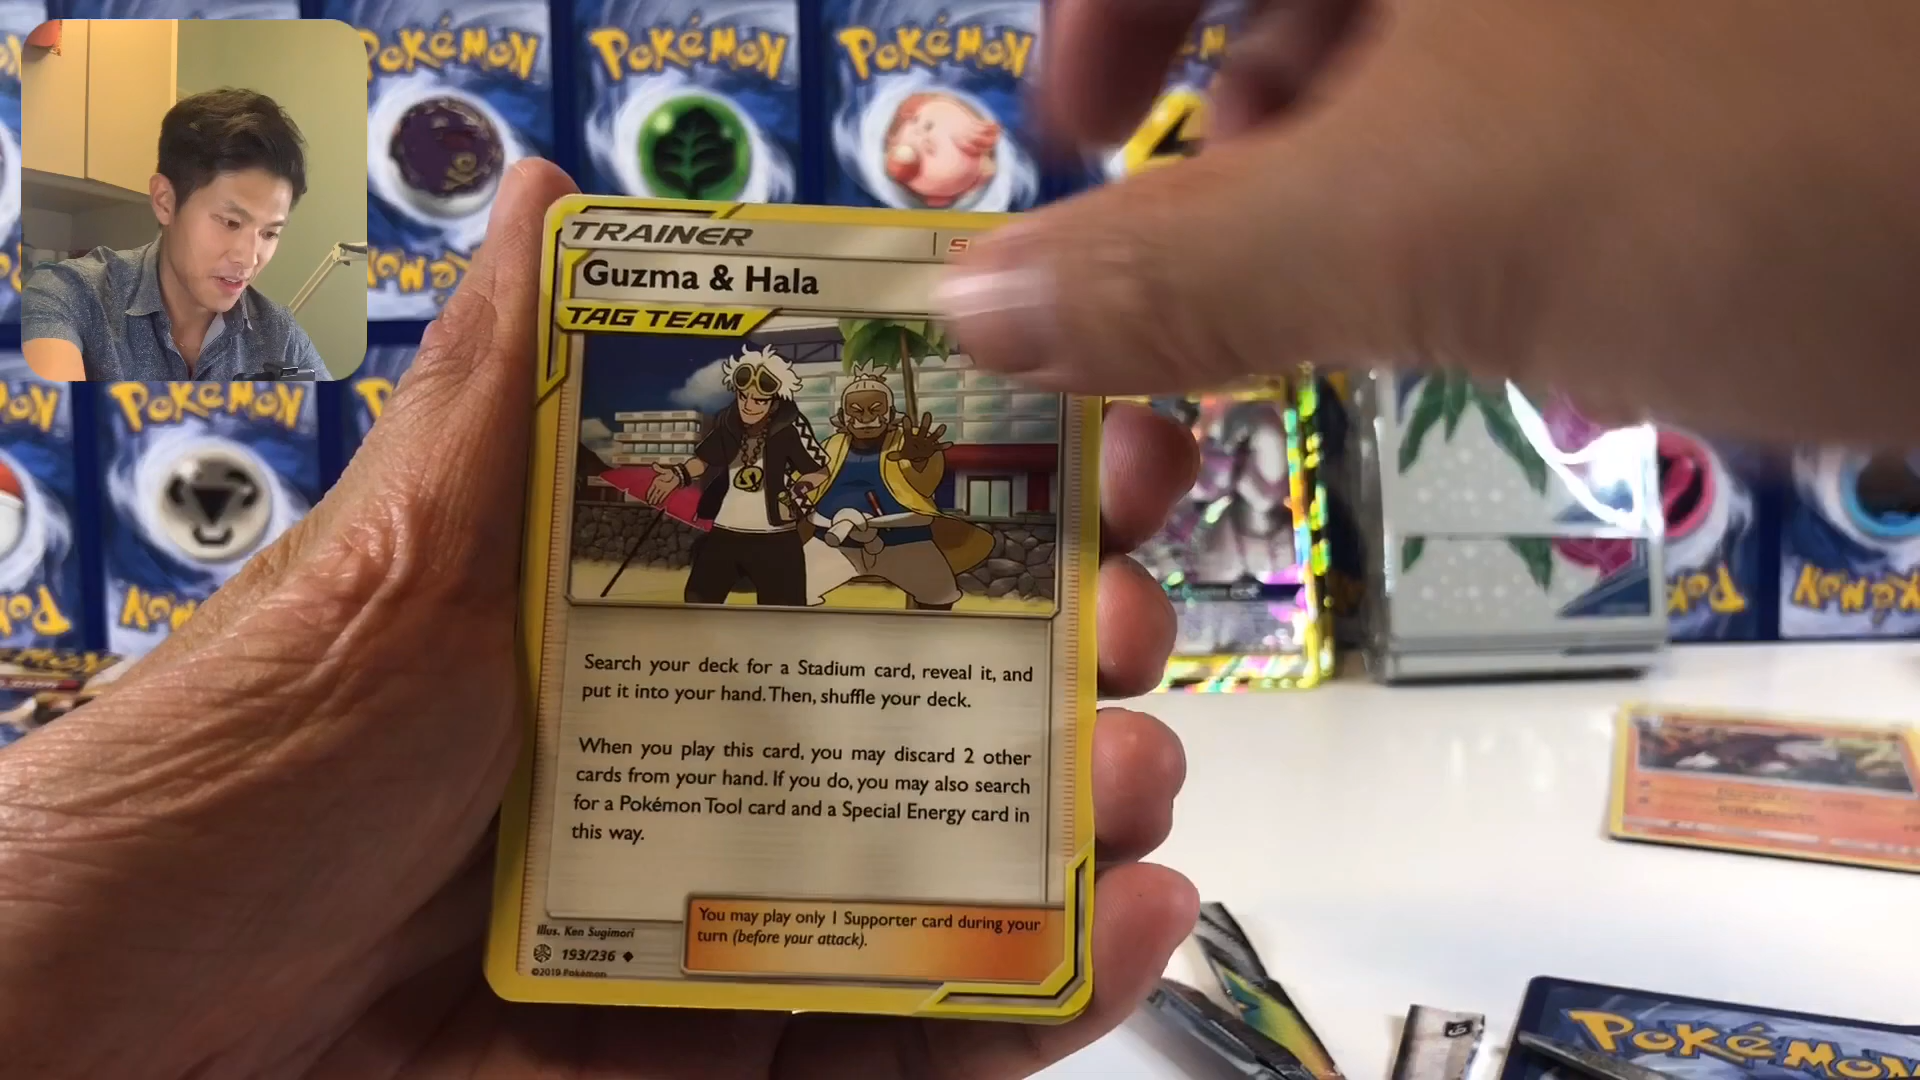 POKéMON
POKéMON
POKéMON
TRAINER
Guzma & Hala
TAG TEAM
POKéMON
Search your deck for a Stadium card, reveal it, and
put it into your hand. Then, shuffle your deck.
When you play this card, you may discard 2 other
cards from your hand. If you do, you may also search
for a Pokémon Tool card and a Special Energy card in
this way.
You may play only 1 Supporter card during your
turn (before your attack).
Illus. Ken Sugimori
193/236
©2019 Pokémon
POKéMON